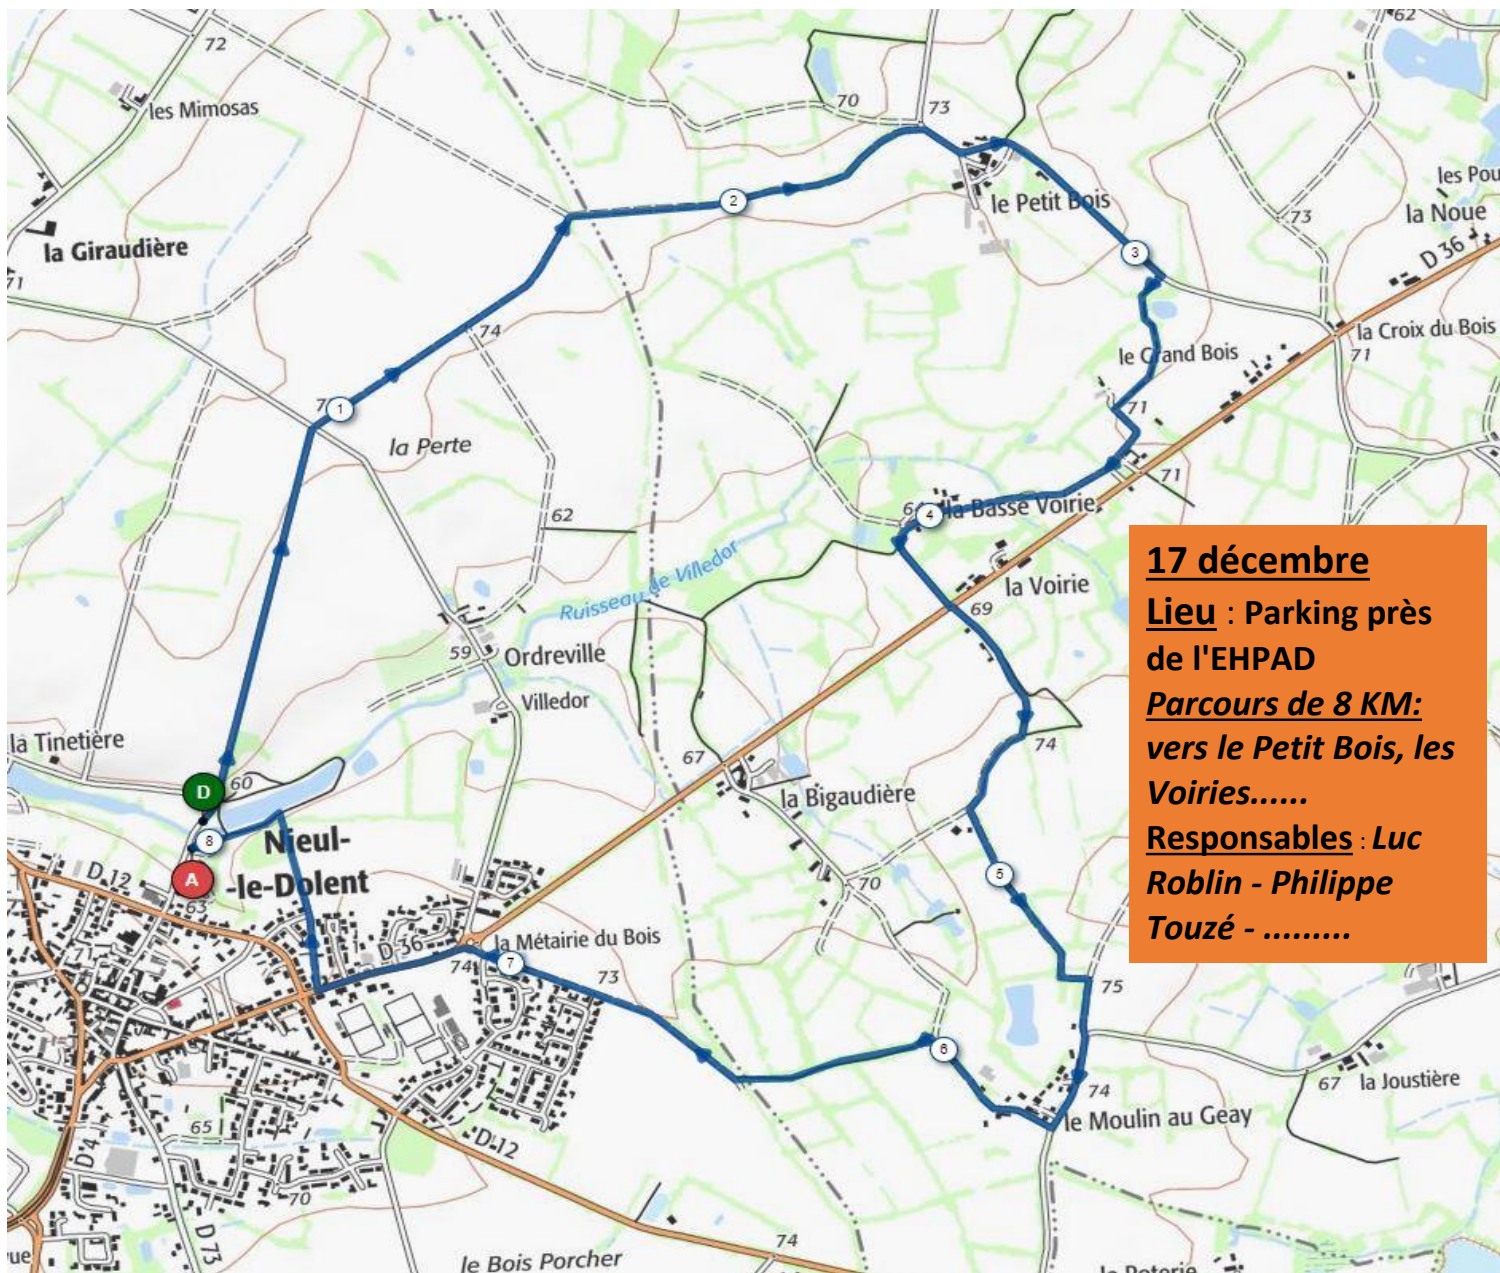 62
72
les Mimosas
70
73
les Pou
le Petit Bois
la Noue
73
la Giraudière
D 36
71
74
la Croix du Bois
71
le Grand Bois
1
2
3
71
la Perte
71
62
4
la Basse Voirie
Ruisseau de Villedor
la Voirie
69
59
Ordreville
Villedor
la Tinetière
67
74
60
D
la Bigaudière
8
Nieul-
-le-Dolent
A
63
D 12
5
70
D 36
la Métairie du Bois
74
7
73
71
75
6
74
67
la Joustière
le Moulin au Geay
65
D 4
D 12
70
D 73
74
le Bois Porcher
vue
la Poterie
17 décembre
Lieu : Parking près
de l'EHPAD
Parcours de 8 KM:
vers le Petit Bois, les
Voiries......
Responsables : Luc
Roblin - Philippe
Touzé - .........